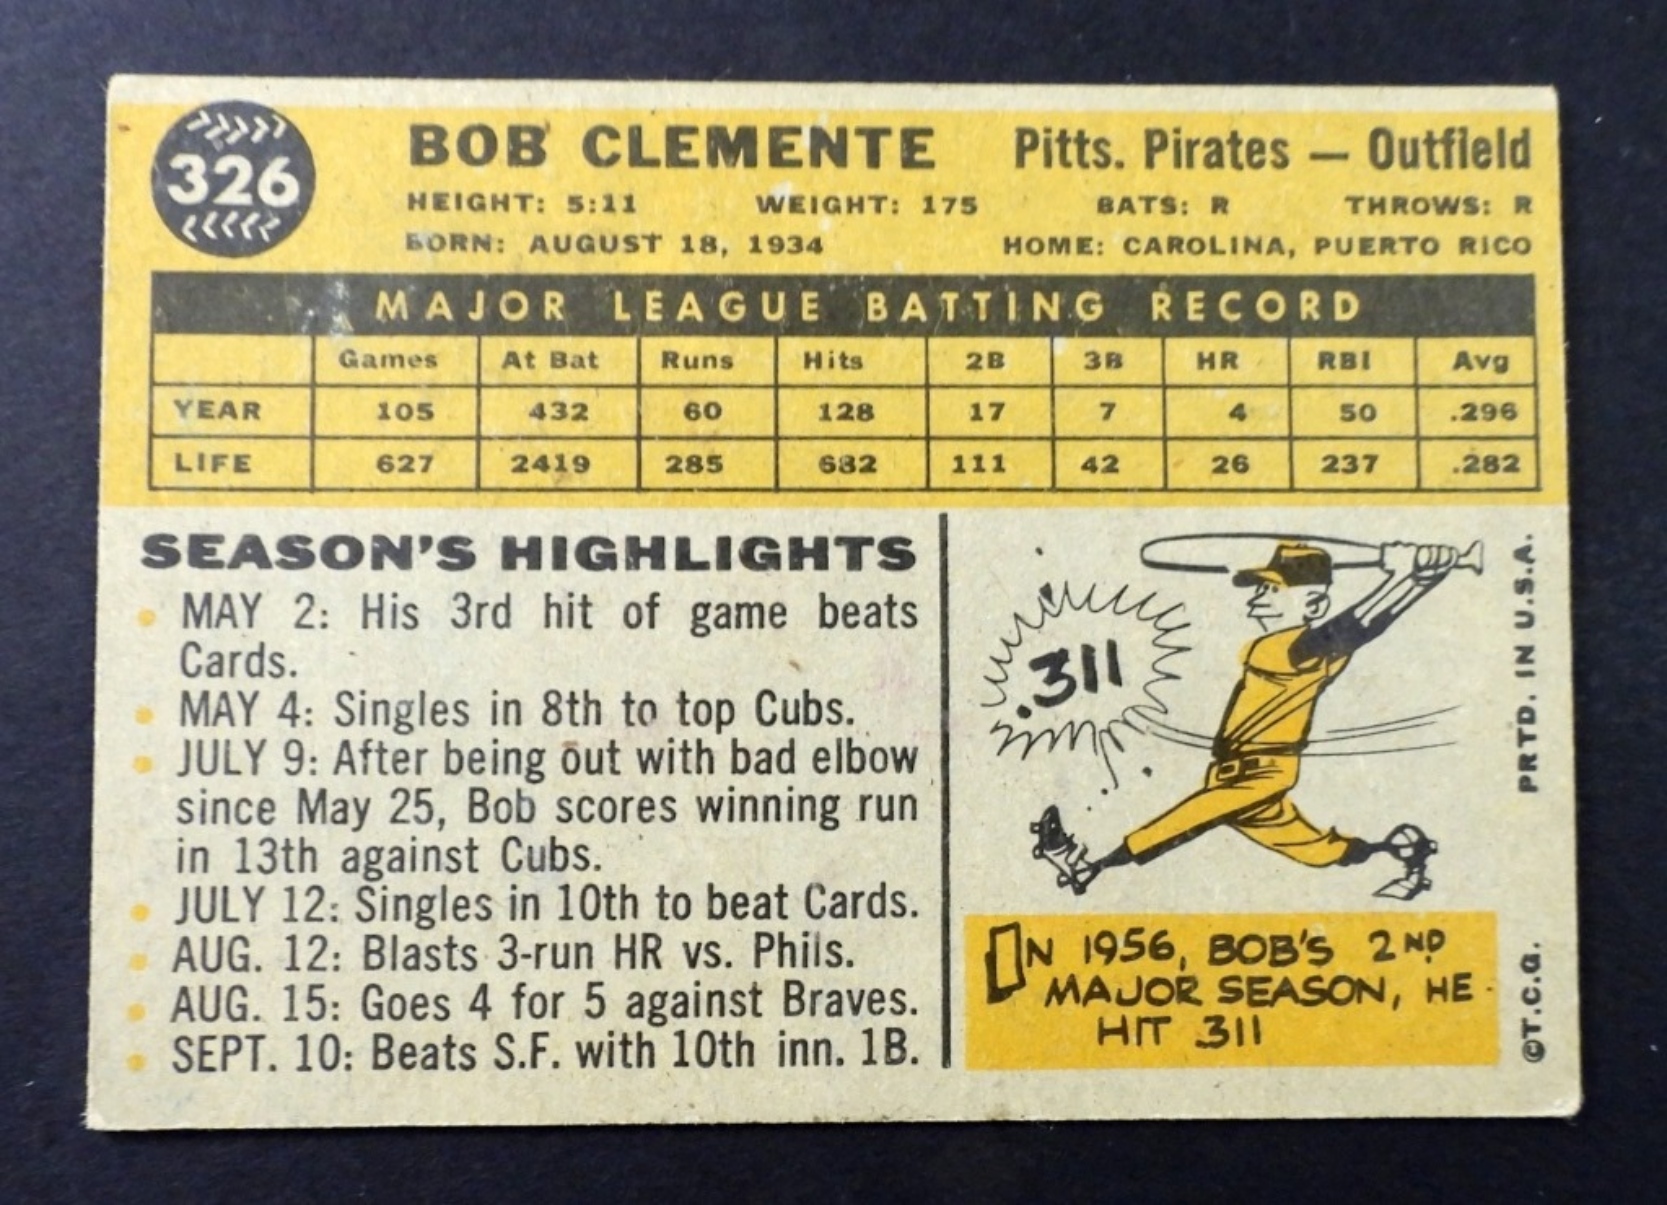 326
BOB CLEMENTE Pitts. Pirates — Outfield
HEIGHT: 5:11 WEIGHT: 175 BATS: R THROWS: R
BORN: AUGUST 18, 1934 HOME: CAROLINA, PUERTO RICO
MAJOR LEAGUE BATTING RECORD
Games At Bat Runs Hits 2B 3B HR RBI Avg
YEAR 105 432 60 128 17 7 4 50 .296
LIFE 627 2419 285 682 111 42 26 237 .282
SEASON'S HIGHLIGHTS
• MAY 2: His 3rd hit of game beats
Cards.
• MAY 4: Singles in 8th to top Cubs.
• JULY 9: After being out with bad elbow
since May 25, Bob scores winning run
in 13th against Cubs.
• JULY 12: Singles in 10th to beat Cards.
• AUG. 12: Blasts 3-run HR vs. Phils.
• AUG. 15: Goes 4 for 5 against Braves.
• SEPT. 10: Beats S.F. with 10th inn. 1B.
.311
IN 1956, BOB'S 2ND
MAJOR SEASON, HE
HIT .311
©T.C.G. PRTD. IN U.S.A.